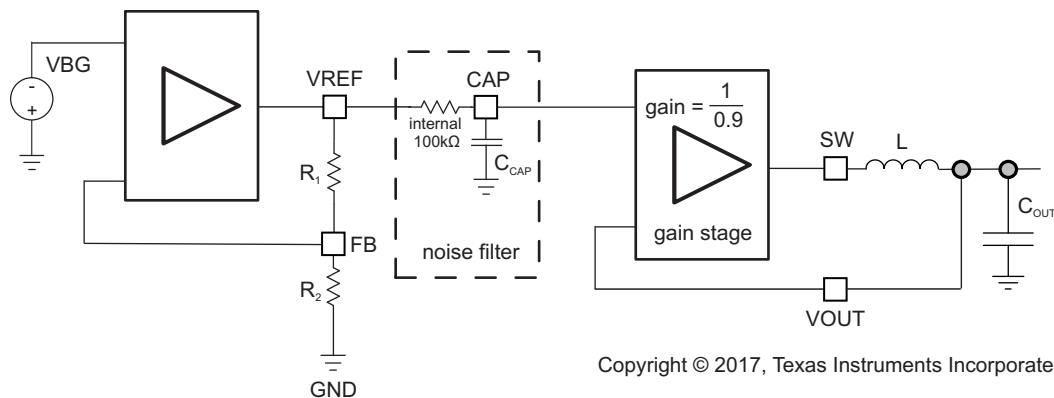 VBG
-
+
VREF
R1
FB
R2
GND
CAP
internal
100kΩ
CCAP
noise filter
gain = 1
0.9
gain stage
SW
L
COUT
VOUT
Copyright © 2017, Texas Instruments Incorporate